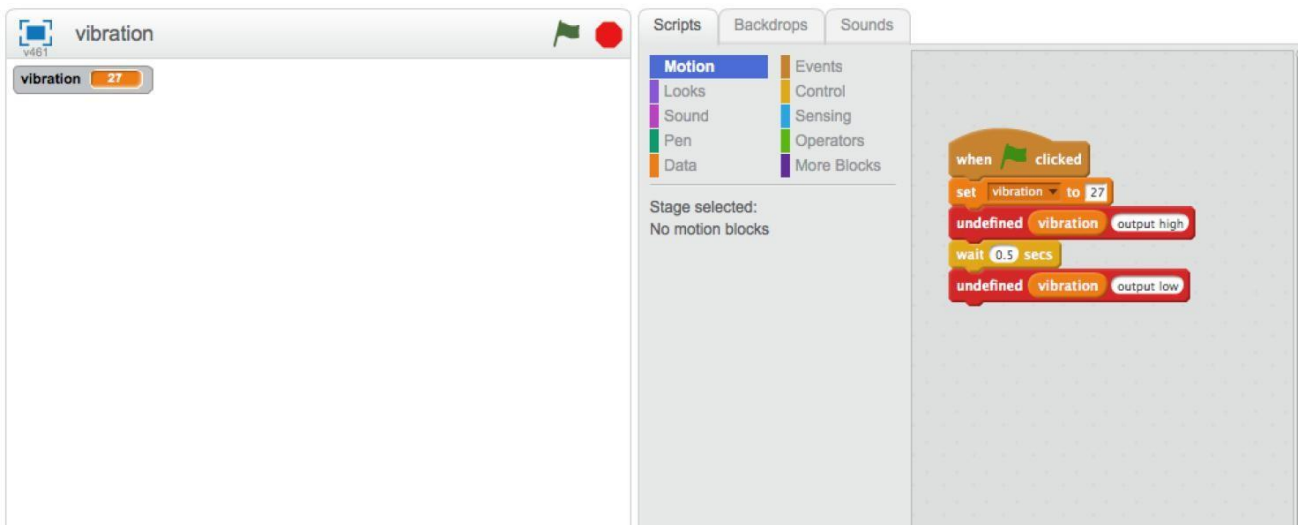 vibration
v461
vibration 27
Scripts Backdrops Sounds
Motion Events
Looks Control
Sound Sensing
Pen Operators
Data More Blocks
Stage selected:
No motion blocks
when clicked
set vibration to 27
undefined vibration output high
wait 0.5 secs
undefined vibration output low